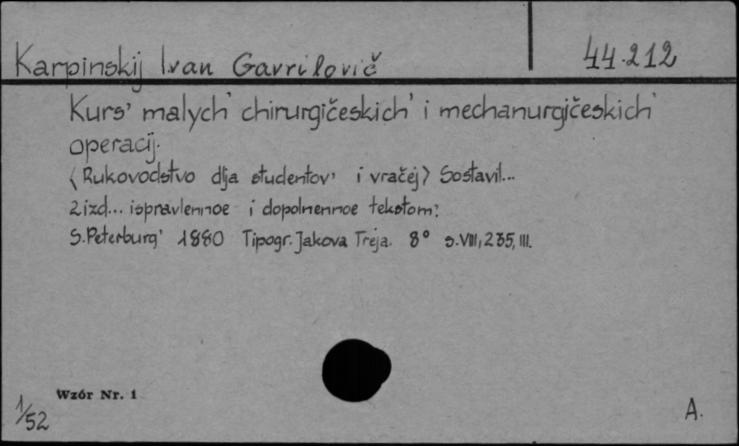 Karpinskij Ivan Gavrilovič
44.212
Kurs' malych' chirurgičeskich' i mechanurgičeskich'
operacij.
(Rukovodstvo dlja studentov' i vračej) Sostavil...
2 izd... ispravlennoe i dopolnennoe tekstom'.
S.Peterburg' 1880 Tipogr. Jakova Treja. 8° s.VIII, 235, III.
Wzór Nr. 1
1/52
A.